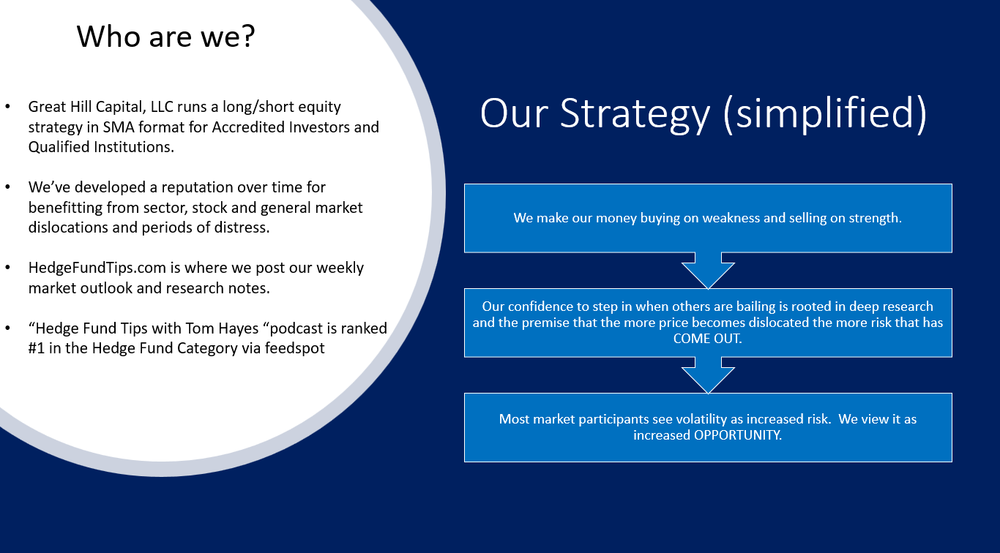 Who are we?
• Great Hill Capital, LLC runs a long/short equity
strategy in SMA format for Accredited Investors and
Qualified Institutions.
• We’ve developed a reputation over time for
benefitting from sector, stock and general market
dislocations and periods of distress.
• HedgeFundTips.com is where we post our weekly
market outlook and research notes.
• “Hedge Fund Tips with Tom Hayes “podcast is ranked
#1 in the Hedge Fund Category via feedspot
Our Strategy (simplified)
We make our money buying on weakness and selling on strength.
Our confidence to step in when others are bailing is rooted in deep research
and the premise that the more price becomes dislocated the more risk that has
COME OUT.
Most market participants see volatility as increased risk.  We view it as
increased OPPORTUNITY.